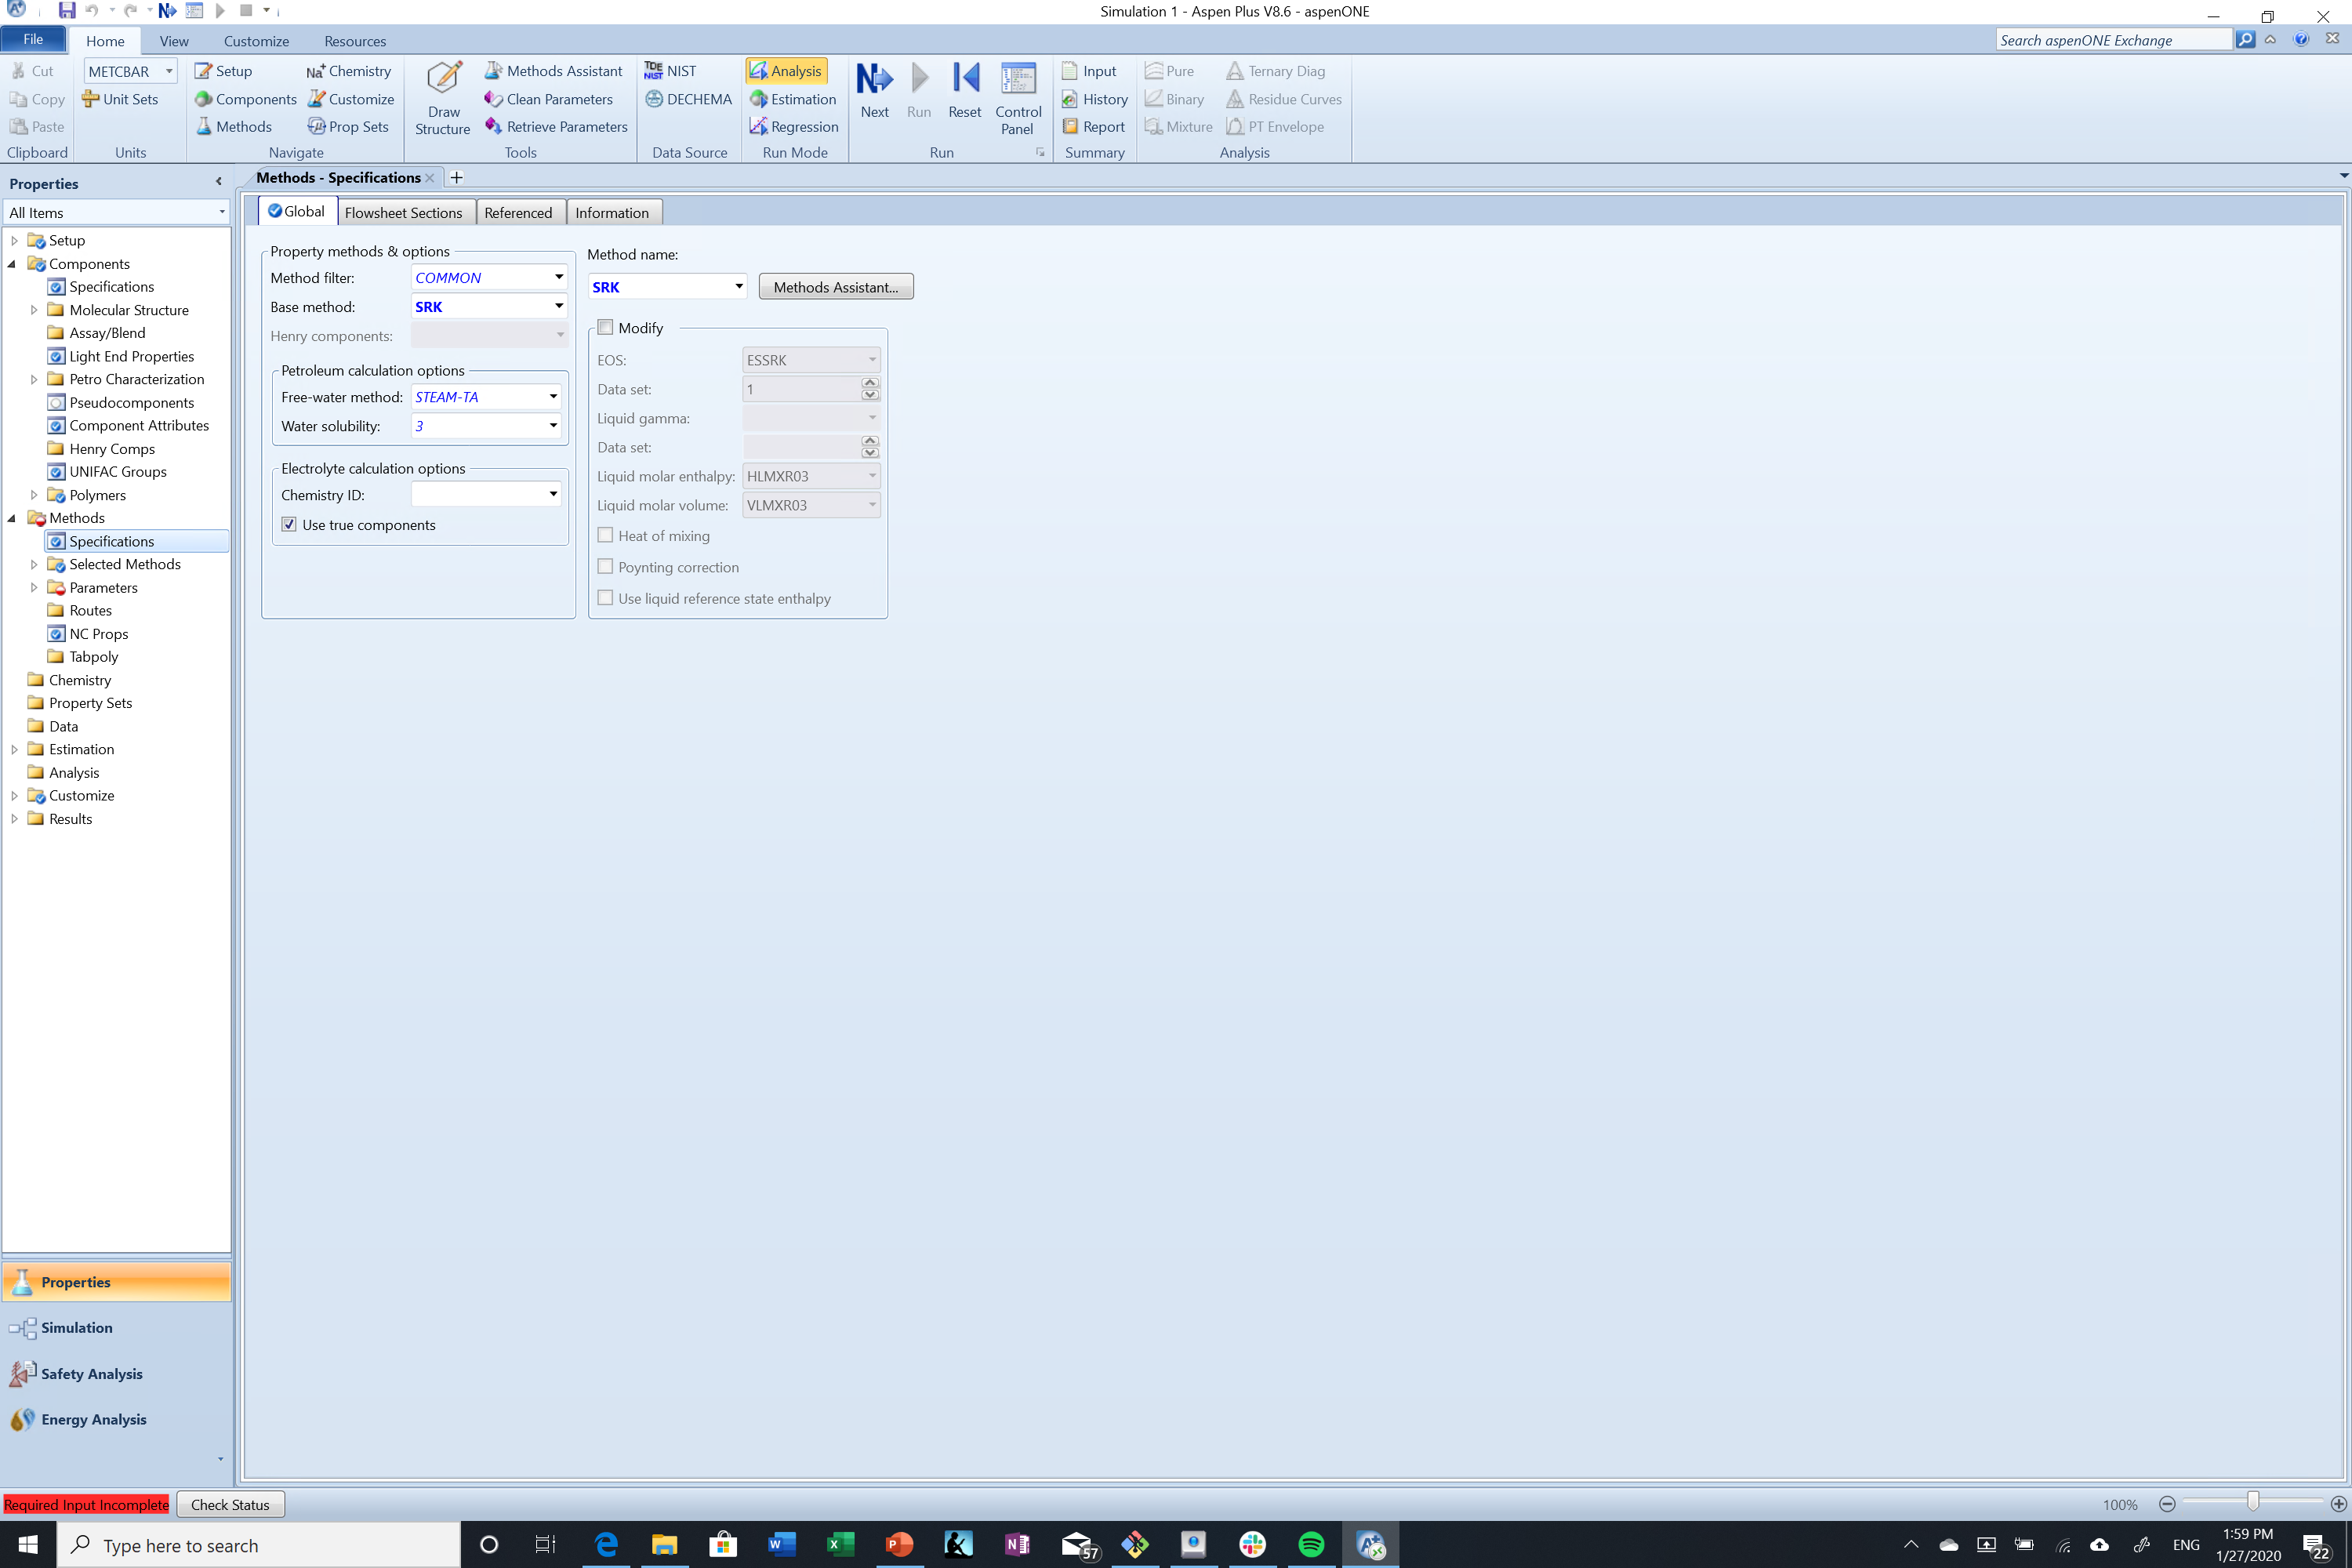 Simulation 1 - Aspen Plus V8.6 - aspenONE
File
Home
View
Customize
Resources
Search aspenONE Exchange
Cut
Copy
Paste
Clipboard
METCBAR
Unit Sets
Units
Setup
Components
Methods
Na+ Chemistry
Customize
Prop Sets
Navigate
Draw
Structure
Methods Assistant
Clean Parameters
Retrieve Parameters
Tools
TDE
NIST
NIST
DECHEMA
Data Source
Analysis
Estimation
Regression
Run Mode
Next
Run
Reset
Control
Panel
Run
Input
History
Report
Summary
Pure
Binary
Mixture
Ternary Diag
Residue Curves
PT Envelope
Analysis
Properties
All Items
Setup
Components
Specifications
Molecular Structure
Assay/Blend
Light End Properties
Petro Characterization
Pseudocomponents
Component Attributes
Henry Comps
UNIFAC Groups
Polymers
Methods
Specifications
Selected Methods
Parameters
Routes
NC Props
Tabpoly
Chemistry
Property Sets
Data
Estimation
Analysis
Customize
Results
Properties
Simulation
Safety Analysis
Energy Analysis
Methods - Specifications
Global
Flowsheet Sections
Referenced
Information
Property methods & options
Method filter: COMMON
Base method: SRK
Henry components:
Petroleum calculation options
Free-water method: STEAM-TA
Water solubility: 3
Electrolyte calculation options
Chemistry ID:
Use true components
Method name:
SRK
Methods Assistant...
Modify
EOS: ESSRK
Data set: 1
Liquid gamma:
Data set:
Liquid molar enthalpy: HLMXR03
Liquid molar volume: VLMXR03
Heat of mixing
Poynting correction
Use liquid reference state enthalpy
Required Input Incomplete
Check Status
100%
Type here to search
57
ENG
1:59 PM
1/27/2020
22